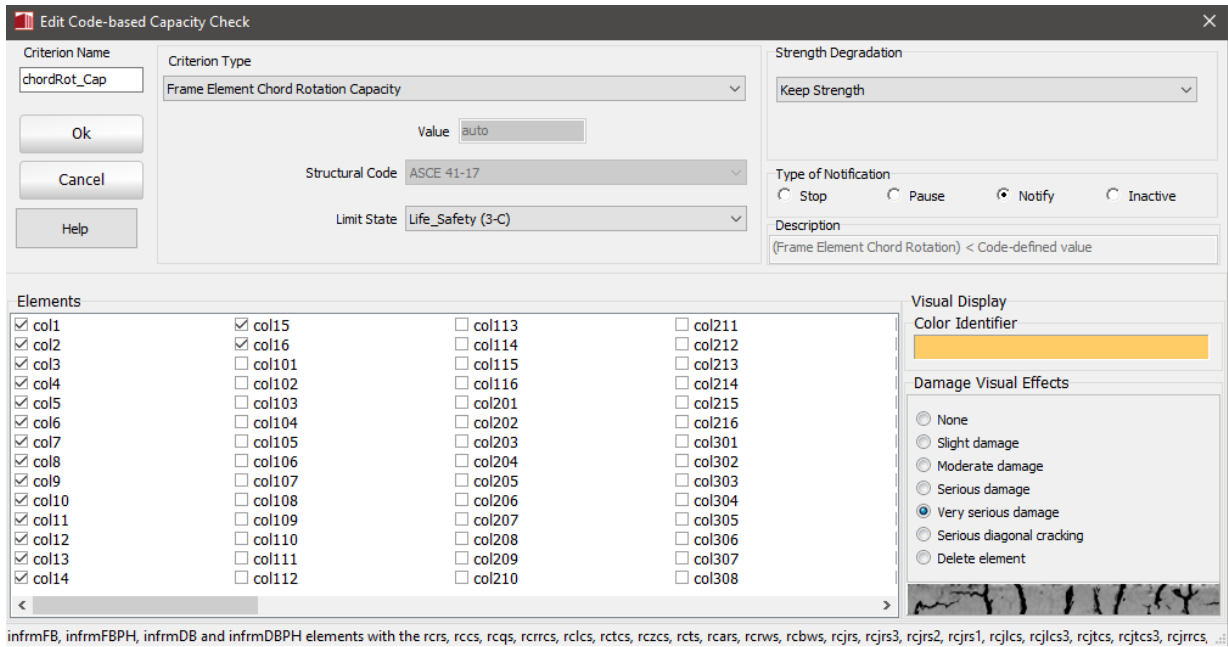 Edit Code-based Capacity Check
Criterion Name
chordRot_Cap
Ok
Cancel
Help
Criterion Type
Frame Element Chord Rotation Capacity
Value auto
Structural Code ASCE 41-17
Limit State Life_Safety (3-C)
Strength Degradation
Keep Strength
Type of Notification
Stop Pause Notify Inactive
Description
(Frame Element Chord Rotation) < Code-defined value
Elements
col1 col15 col113 col211
col2 col16 col114 col212
col3 col101 col115 col213
col4 col102 col116 col214
col5 col103 col201 col215
col6 col104 col202 col216
col7 col105 col203 col301
col8 col106 col204 col302
col9 col107 col205 col303
col10 col108 col206 col304
col11 col109 col207 col305
col12 col110 col208 col306
col13 col111 col209 col307
col14 col112 col210 col308
Visual Display
Color Identifier
Damage Visual Effects
None
Slight damage
Moderate damage
Serious damage
Very serious damage
Serious diagonal cracking
Delete element
infrmFB, infrmFBPH, infrmDB and infrmDBPH elements with the rcrs, rccs, rcqs, rcrrcs, rclcs, rctcs, rczcs, rcts, rcars, rcrws, rcbws, rcjrs, rcjrs3, rcjrs2, rcjrs1, rcjlcs, rcjlcs3, rcjtcs, rcjtcs3, rcjrrcs,